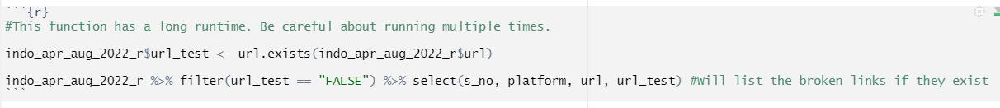 ```{r}
#This function has a long runtime. Be careful about running multiple times.
indo_apr_aug_2022_r$url_test <- url.exists(indo_apr_aug_2022_r$url)
indo_apr_aug_2022_r %>% filter(url_test == "FALSE") %>% select(s_no, platform, url, url_test) #Will list the broken links if they exist
```